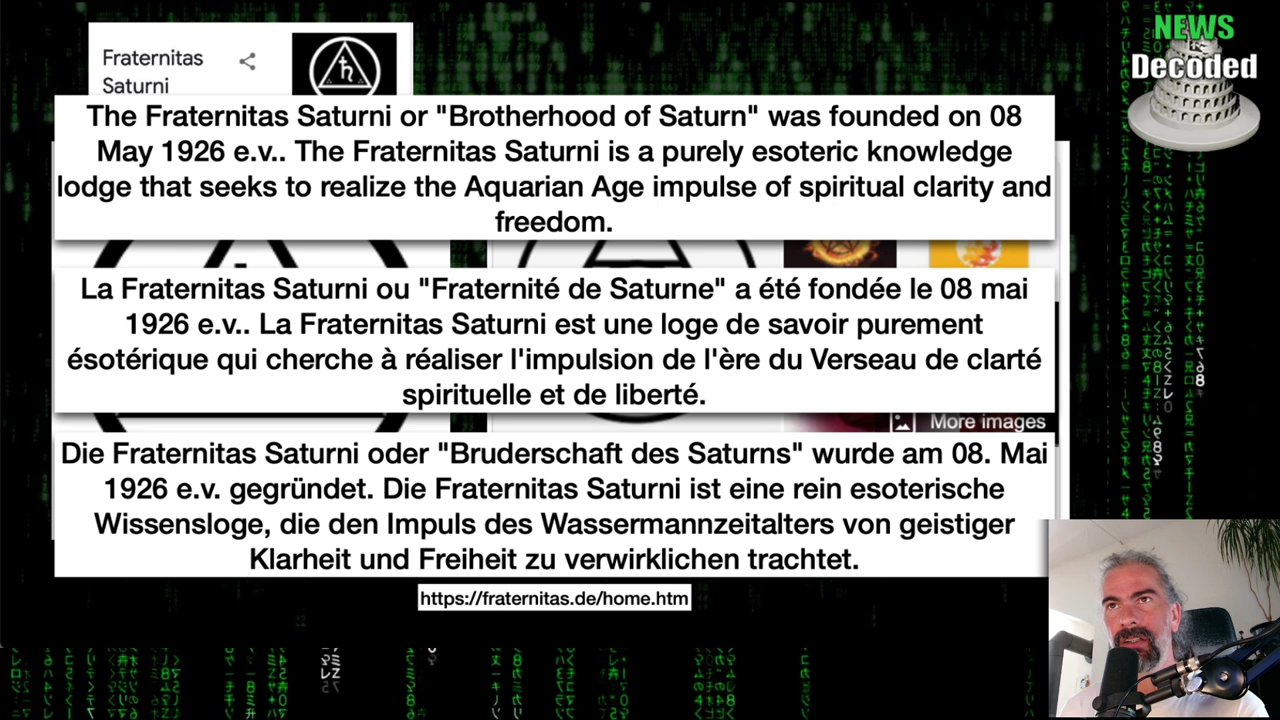 NEWS
Decoded
Fraternitas
Saturni
The Fraternitas Saturni or "Brotherhood of Saturn" was founded on 08
May 1926 e.v.. The Fraternitas Saturni is a purely esoteric knowledge
lodge that seeks to realize the Aquarian Age impulse of spiritual clarity and
freedom.
La Fraternitas Saturni ou "Fraternité de Saturne" a été fondée le 08 mai
1926 e.v.. La Fraternitas Saturni est une loge de savoir purement
ésotérique qui cherche à réaliser l'impulsion de l'ère du Verseau de clarté
spirituelle et de liberté.
More images
Die Fraternitas Saturni oder "Bruderschaft des Saturns" wurde am 08. Mai
1926 e.v. gegründet. Die Fraternitas Saturni ist eine rein esoterische
Wissensloge, die den Impuls des Wassermannzeitalters von geistiger
Klarheit und Freiheit zu verwirklichen trachtet.
https://fraternitas.de/home.htm